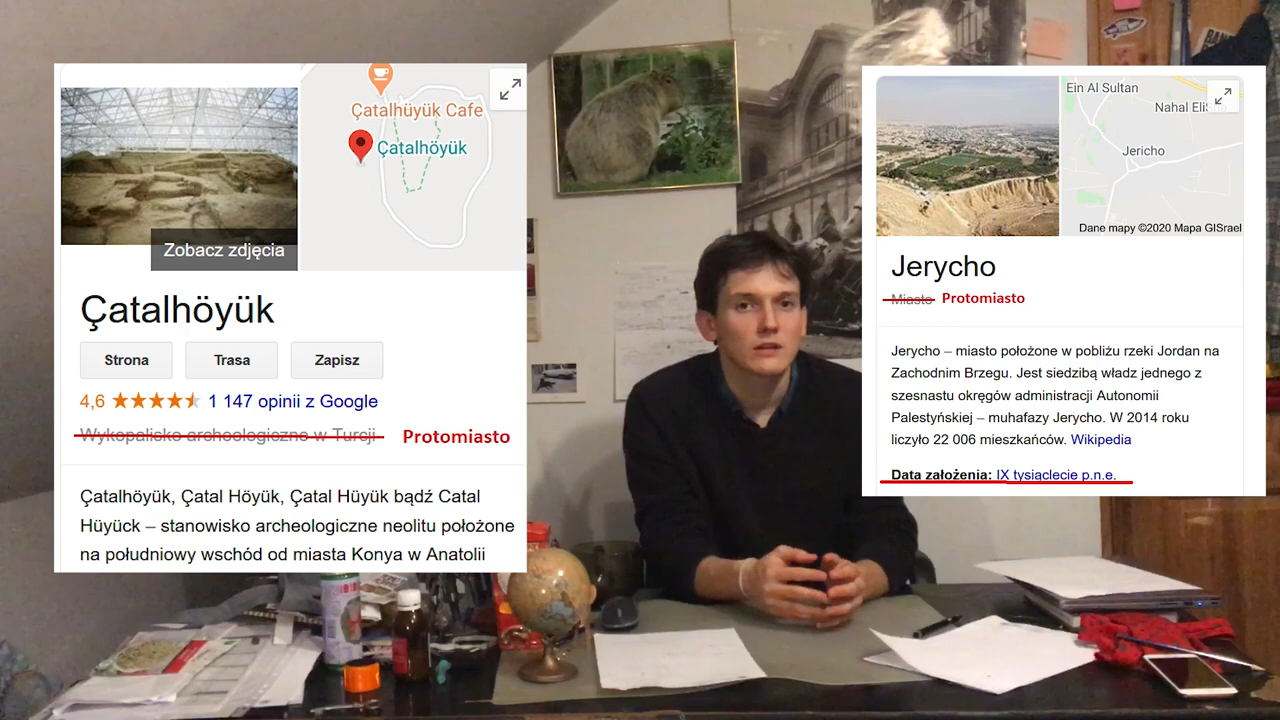 Çatalhüyük Cafe
Çatalhöyük
Zobacz zdjęcia
Çatalhöyük
Strona
Trasa
Zapisz
4,6
1 147 opinii z Google
Wykopalisko archeologiczne w Turcji
Protomiasto
Çatalhöyük, Çatal Höyük, Çatal Hüyük bądź Catal
Hüyück – stanowisko archeologiczne neolitu położone
na południowy wschód od miasta Konya w Anatolii
Ein Al Sultan
Nahal
Jericho
Dane mapy ©2020 Mapa GISrael
Jerycho
Miasto
Protomiasto
Jerycho – miasto położone w pobliżu rzeki Jordan na
Zachodnim Brzegu. Jest siedzibą władz jednego z
szesnastu okręgów administracji Autonomii
Palestyńskiej – muhafazy Jerycho. W 2014 roku
liczyło 22 006 mieszkańców. Wikipedia
Data założenia: IX tysiąclecie p.n.e.